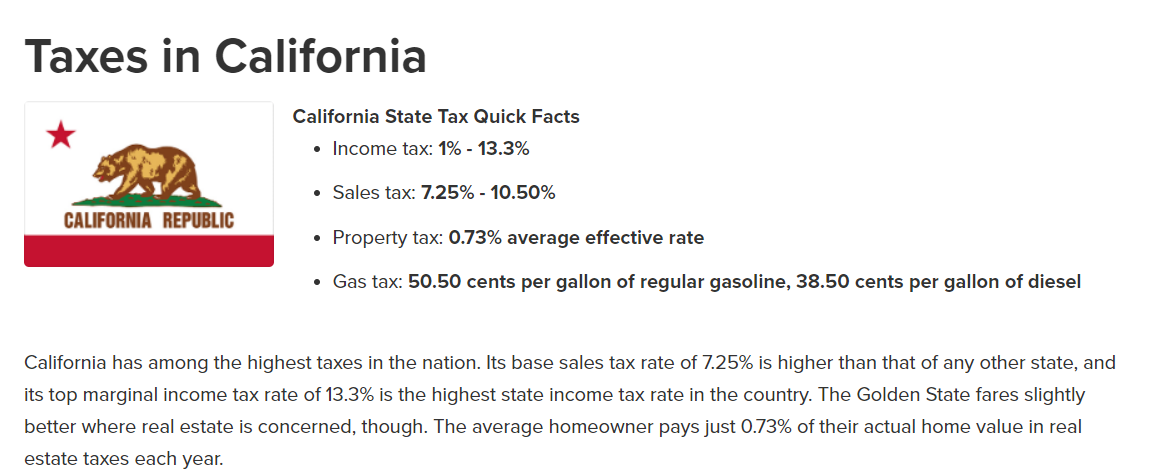 Taxes in California
CALIFORNIA REPUBLIC
California State Tax Quick Facts
• Income tax: 1% - 13.3%
• Sales tax: 7.25% - 10.50%
• Property tax: 0.73% average effective rate
• Gas tax: 50.50 cents per gallon of regular gasoline, 38.50 cents per gallon of diesel
California has among the highest taxes in the nation. Its base sales tax rate of 7.25% is higher than that of any other state, and
its top marginal income tax rate of 13.3% is the highest state income tax rate in the country. The Golden State fares slightly
better where real estate is concerned, though. The average homeowner pays just 0.73% of their actual home value in real
estate taxes each year.